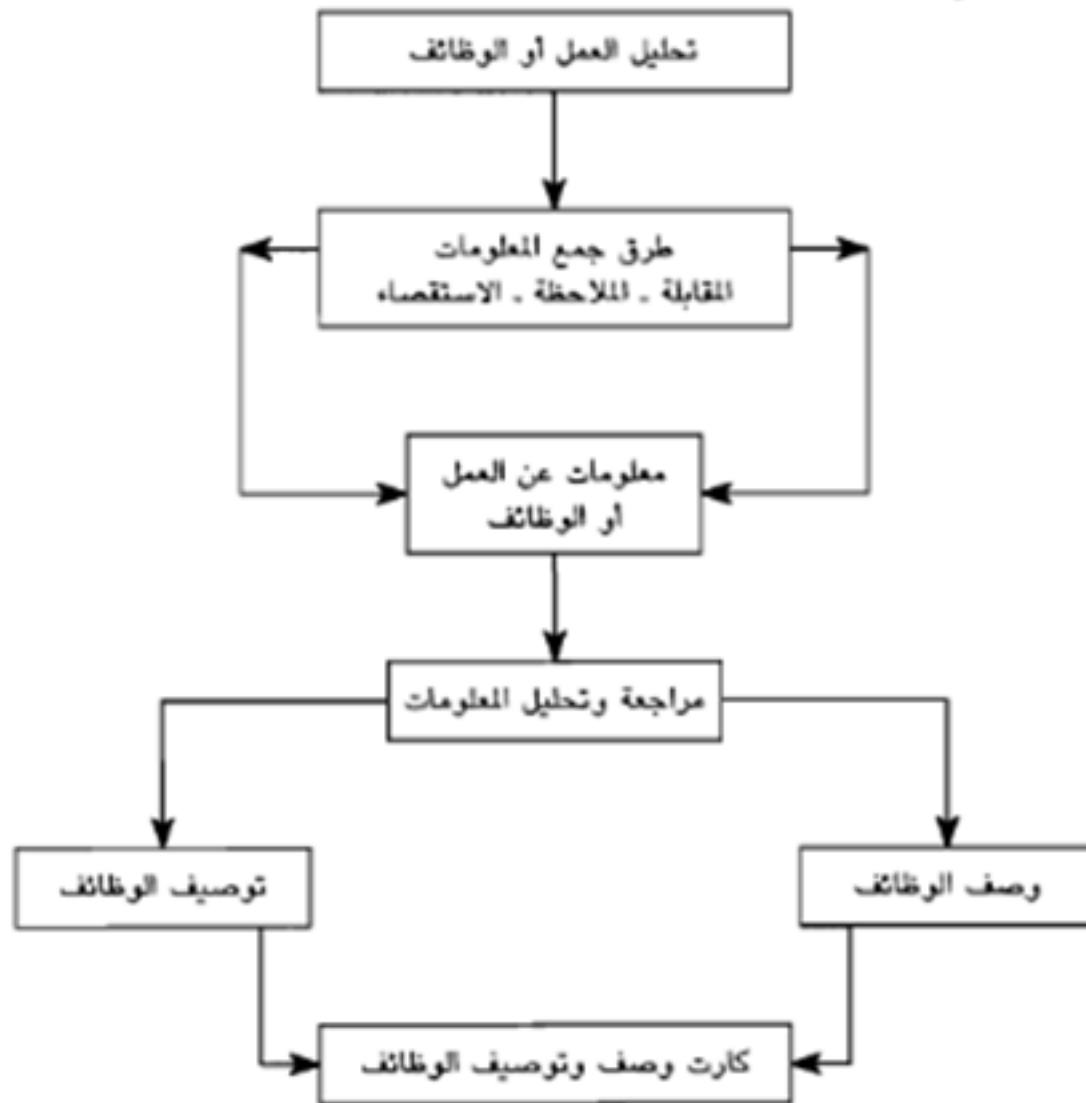 تحليل العمل أو الوظائف
طرق جمع المعلومات
المقابلة - الملاحظة - الاستقصاء
معلومات عن العمل
أو الوظائف
مراجعة وتحليل المعلومات
وصف الوظائف
توصيف الوظائف
كارت وصف وتوصيف الوظائف